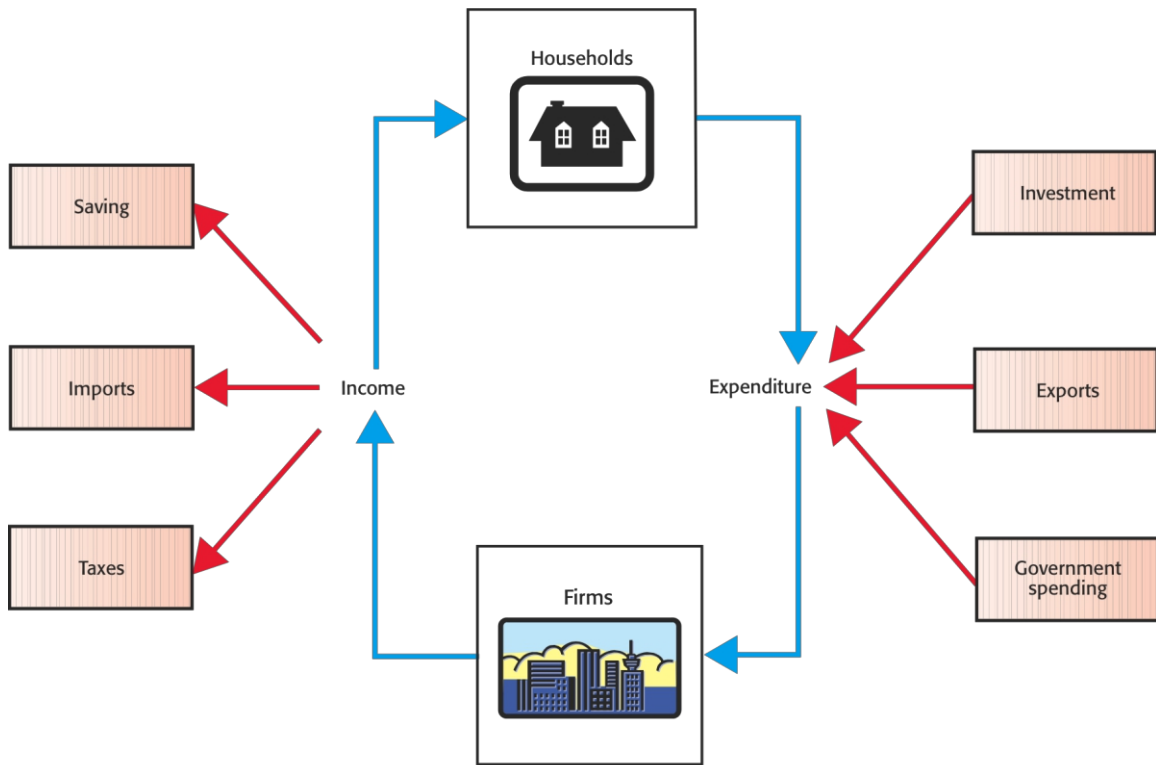 Households
Saving
Investment
Imports
Income
Expenditure
Exports
Taxes
Firms
Government
spending